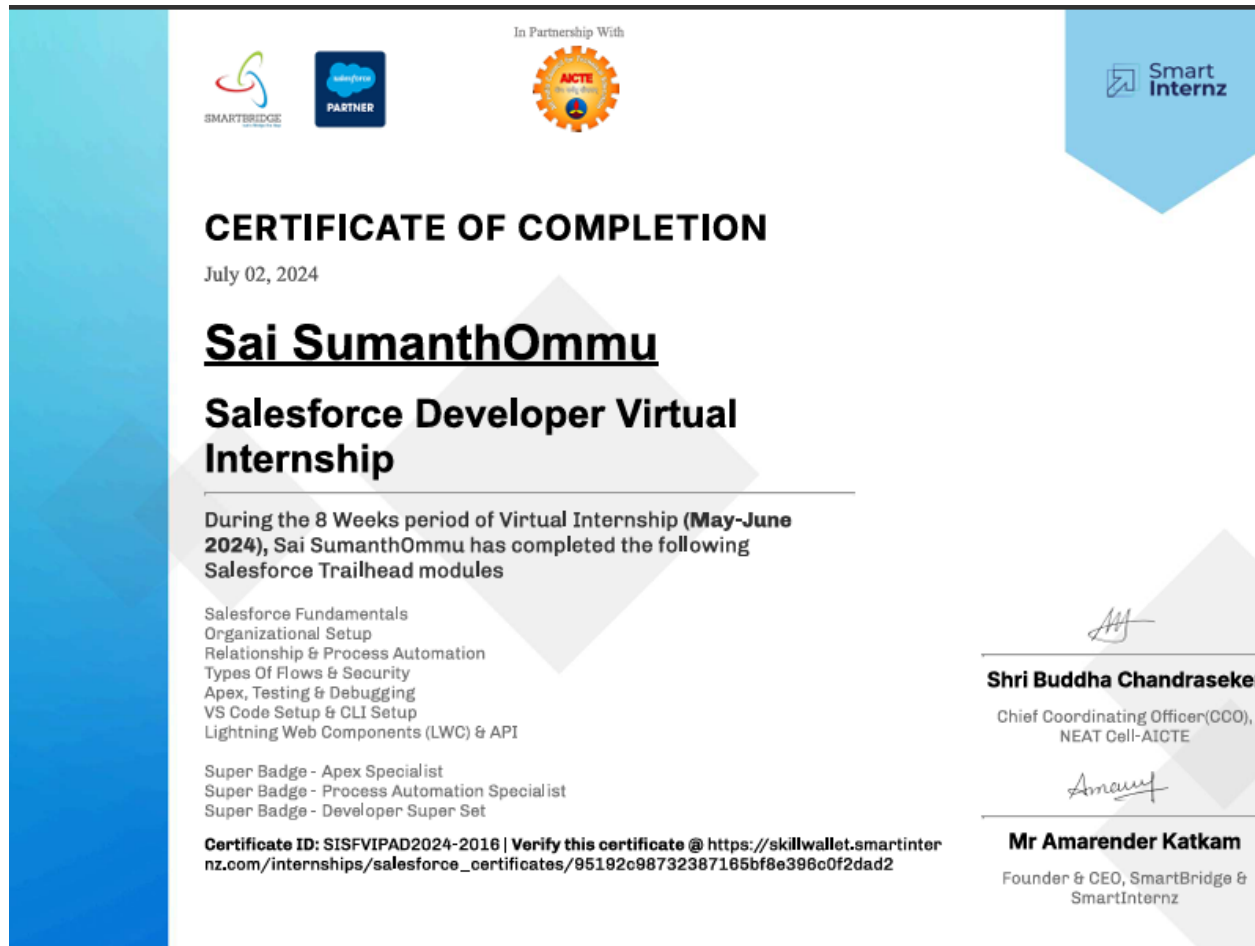 In Partnership With
SMARTBRIDGE
salesforce
PARTNER
AICTE
Smart
Internz
CERTIFICATE OF COMPLETION
July 02, 2024
Sai SumanthOmmu
Salesforce Developer Virtual
Internship
During the 8 Weeks period of Virtual Internship (May-June
2024), Sai SumanthOmmu has completed the following
Salesforce Trailhead modules
Salesforce Fundamentals
Organizational Setup
Relationship & Process Automation
Types Of Flows & Security
Apex, Testing & Debugging
VS Code Setup & CLI Setup
Lightning Web Components (LWC) & API
Super Badge - Apex Specialist
Super Badge - Process Automation Specialist
Super Badge - Developer Super Set
Certificate ID: SISFVIPAD2024-2016 | Verify this certificate @ https://skillwallet.smartinter
nz.com/internships/salesforce_certificates/95192c98732387165bf8e396c0f2dad2
Shri Buddha Chandraseke
Chief Coordinating Officer(CCO),
NEAT Cell-AICTE
Mr Amarender Katkam
Founder & CEO, SmartBridge &
SmartInternz